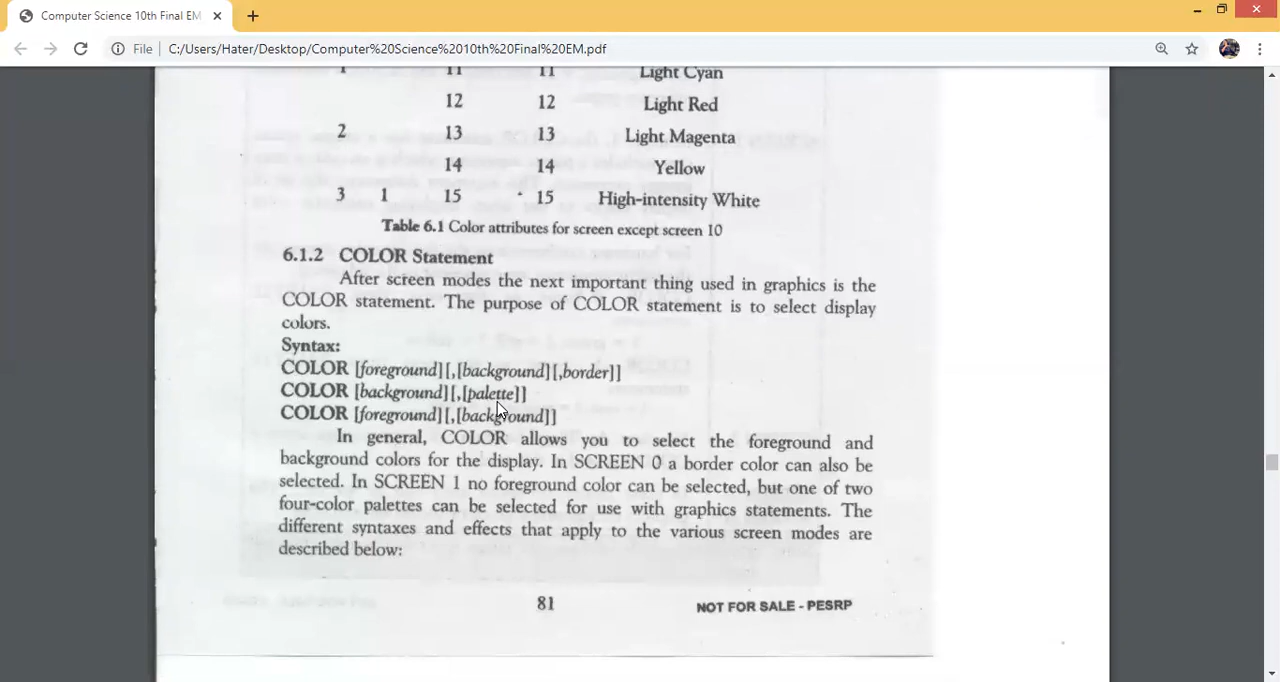 Computer Science 10th Final EM
File C:/Users/Hater/Desktop/Computer%20Science%2010th%20Final%20EM.pdf
1 11 11 Light Cyan
12 12 Light Red
2 13 13 Light Magenta
14 14 Yellow
3 1 15 15 High-intensity White
Table 6.1 Color attributes for screen except screen 10
6.1.2 COLOR Statement
After screen modes the next important thing used in graphics is the
COLOR statement. The purpose of COLOR statement is to select display
colors.
Syntax:
COLOR [foreground][,[background][,border]]
COLOR [background][,[palette]]
COLOR [foreground][,[background]]
In general, COLOR allows you to select the foreground and
background colors for the display. In SCREEN 0 a border color can also be
selected. In SCREEN 1 no foreground color can be selected, but one of two
four-color palettes can be selected for use with graphics statements. The
different syntaxes and effects that apply to the various screen modes are
described below:
81 NOT FOR SALE - PESRP